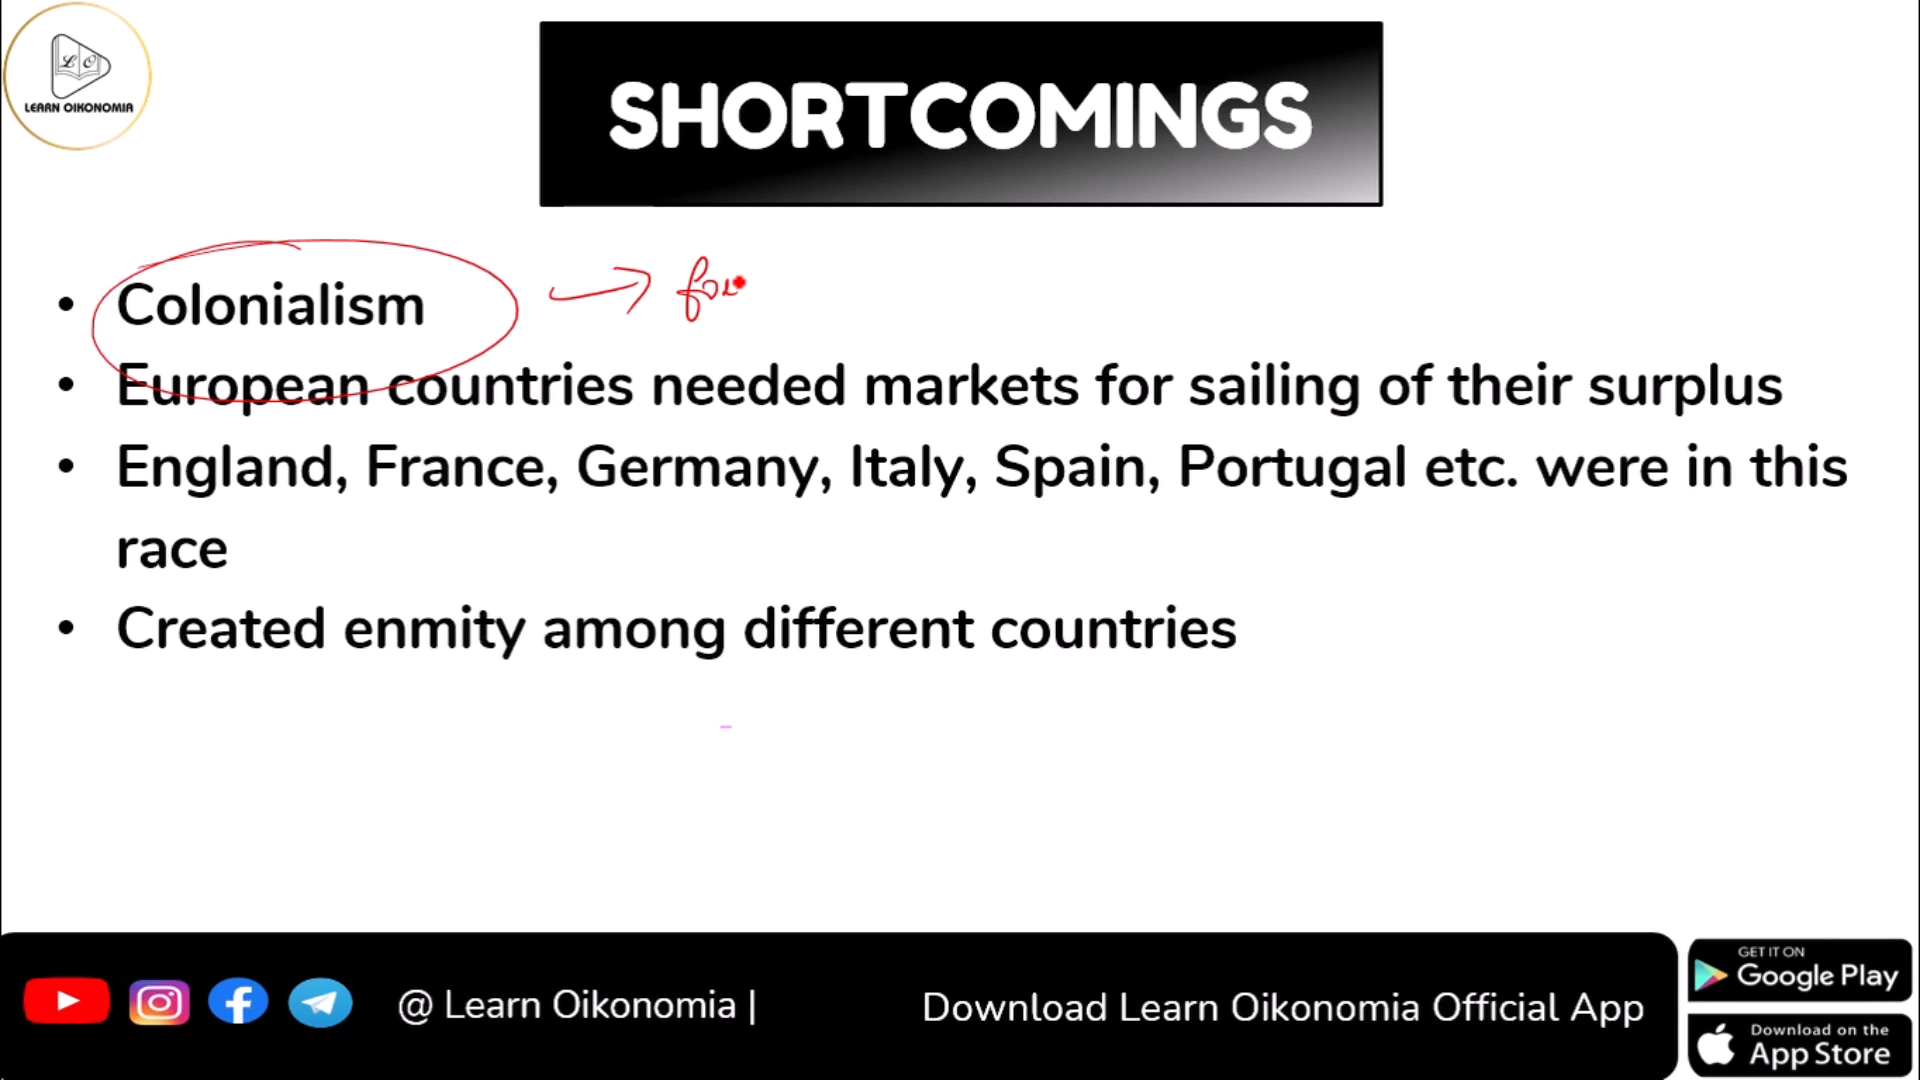 L O
LEARN OIKONOMIA
SHORTCOMINGS
• Colonialism
• European countries needed markets for sailing of their surplus
• England, France, Germany, Italy, Spain, Portugal etc. were in this
race
• Created enmity among different countries
@ Learn Oikonomia |
Download Learn Oikonomia Official App
GET IT ON
Google Play
Download on the
App Store